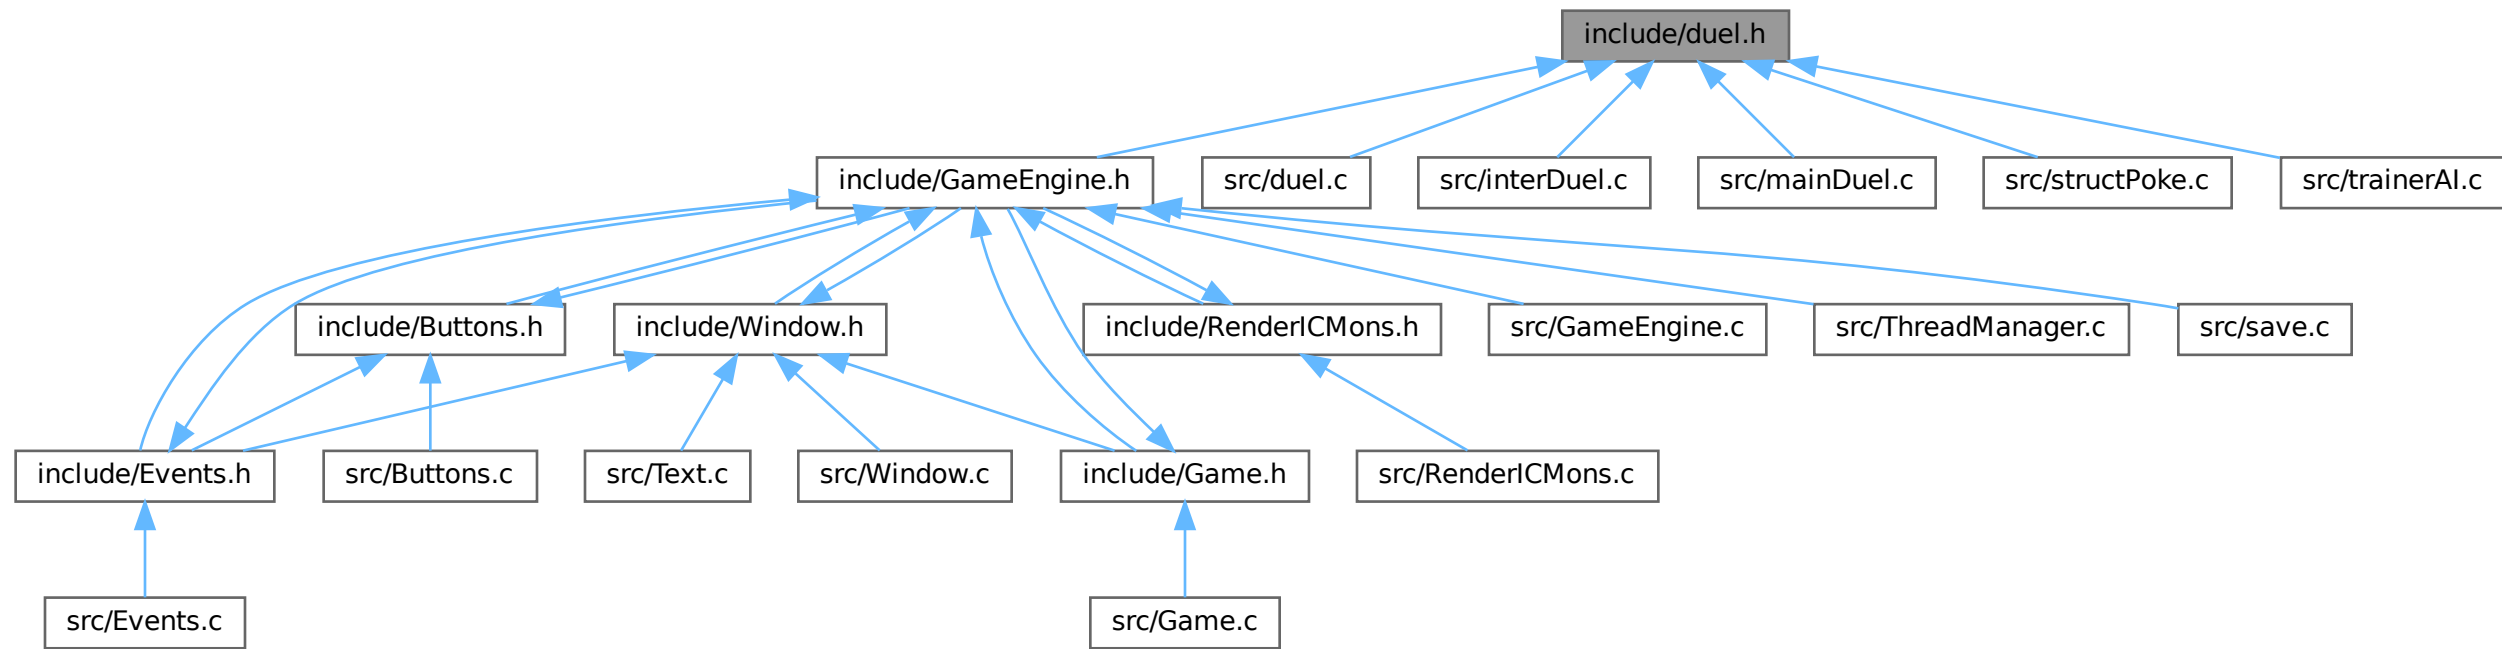 include/duel.h
include/GameEngine.h
src/duel.c
src/interDuel.c
src/mainDuel.c
src/structPoke.c
src/trainerAI.c
include/Buttons.h
include/Window.h
include/RenderICMons.h
src/GameEngine.c
src/ThreadManager.c
src/save.c
include/Events.h
src/Buttons.c
src/Text.c
src/Window.c
include/Game.h
src/RenderICMons.c
src/Events.c
src/Game.c